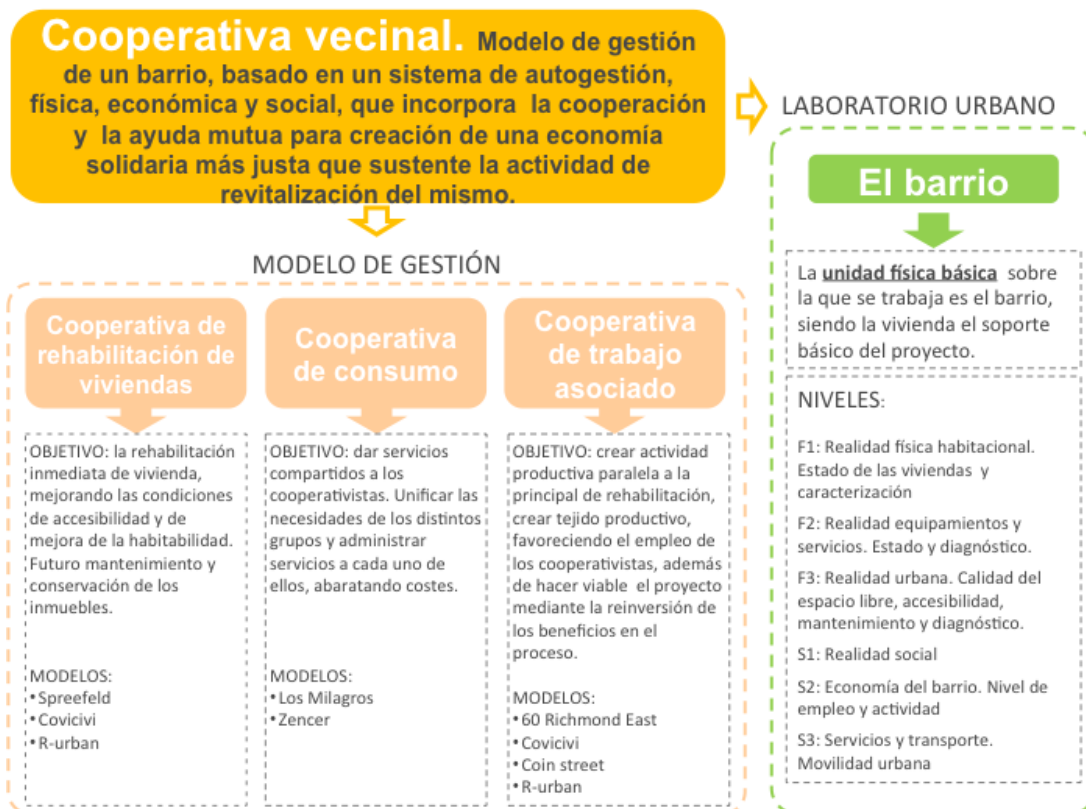 Cooperativa vecinal. Modelo de gestión
de un barrio, basado en un sistema de autogestión,
física, económica y social, que incorpora la cooperación
y la ayuda mutua para creación de una economía
solidaria más justa que sustente la actividad de
revitalización del mismo.
MODELO DE GESTIÓN
Cooperativa de
rehabilitación de
viviendas
OBJETIVO: la rehabilitación
inmediata de vivienda,
mejorando las condiciones
de accesibilidad y de
mejora de la habitabilidad.
Futuro mantenimiento y
conservación de los
inmuebles.
MODELOS:
•Spreefeld
•Covicivi
•R-urban
Cooperativa
de consumo
OBJETIVO: dar servicios
compartidos a los
cooperativistas. Unificar las
necesidades de los distintos
grupos y administrar
servicios a cada uno de
ellos, abaratando costes.
MODELOS:
•Los Milagros
•Zencer
Cooperativa
de trabajo
asociado
OBJETIVO: crear actividad
productiva paralela a la
principal de rehabilitación,
crear tejido productivo,
favoreciendo el empleo de
los cooperativistas, además
de hacer viable el proyecto
mediante la reinversión de
los beneficios en el
proceso.
MODELOS:
•60 Richmond East
•Covicivi
•Coin street
•R-urban
LABORATORIO URBANO
El barrio
La unidad física básica sobre
la que se trabaja es el barrio,
siendo la vivienda el soporte
básico del proyecto.
NIVELES:
F1: Realidad física habitacional.
Estado de las viviendas y
caracterización
F2: Realidad equipamientos y
servicios. Estado y diagnóstico.
F3: Realidad urbana. Calidad del
espacio libre, accesibilidad,
mantenimiento y diagnóstico.
S1: Realidad social
S2: Economía del barrio. Nivel de
empleo y actividad
S3: Servicios y transporte.
Movilidad urbana